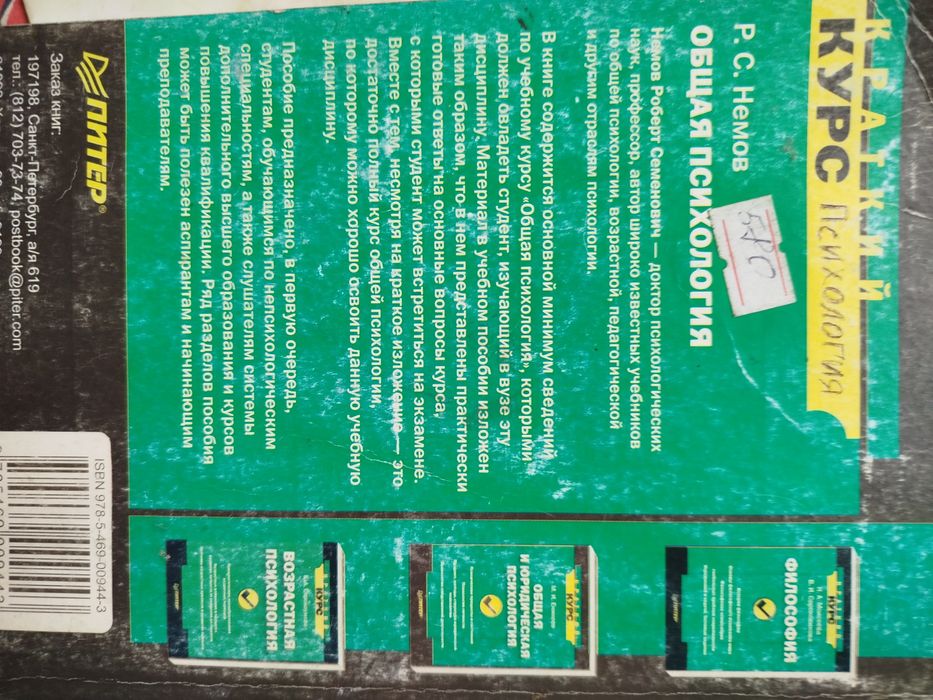 КРАТКИЙ
КУРС Психология
Р. С. Немов
580
ОБЩАЯ ПСИХОЛОГИЯ
Немов Роберт Семенович — доктор психологических
наук, профессор, автор широко известных учебников
по общей психологии, возрастной, педагогической
и другим отраслям психологии.
В книге содержится основной минимум сведений
по учебному курсу «Общая психология», которыми
должен овладеть студент, изучающий в вузе эту
дисциплину. Материал в учебном пособии изложен
таким образом, что в нем представлены практически
готовые ответы на основные вопросы курса,
с которыми студент может встретиться на экзамене.
Вместе с тем, несмотря на краткое изложение — это
достаточно полный курс общей психологии,
по которому можно хорошо освоить данную учебную
дисциплину.
Пособие предназначено, в первую очередь,
студентам, обучающимся по непсихологическим
специальностям, а также слушателям системы
дополнительного высшего образования и курсов
повышения квалификации. Ряд разделов пособия
может быть полезен аспирантам и начинающим
преподавателям.
ПИТЕР®
Заказ книг:
197198, Санкт-Петербург, а/я 619
тел.: (812) 703-73-74, postbook@piter.com
ISBN 978-5-469-00944-3
КУРС
ФИЛОСОФИЯ
КУРС
М. И. Еникеев
ОБЩАЯ
И ЮРИДИЧЕСКАЯ
ПСИХОЛОГИЯ
КУРС
ВОЗРАСТНАЯ
ПСИХОЛОГИЯ